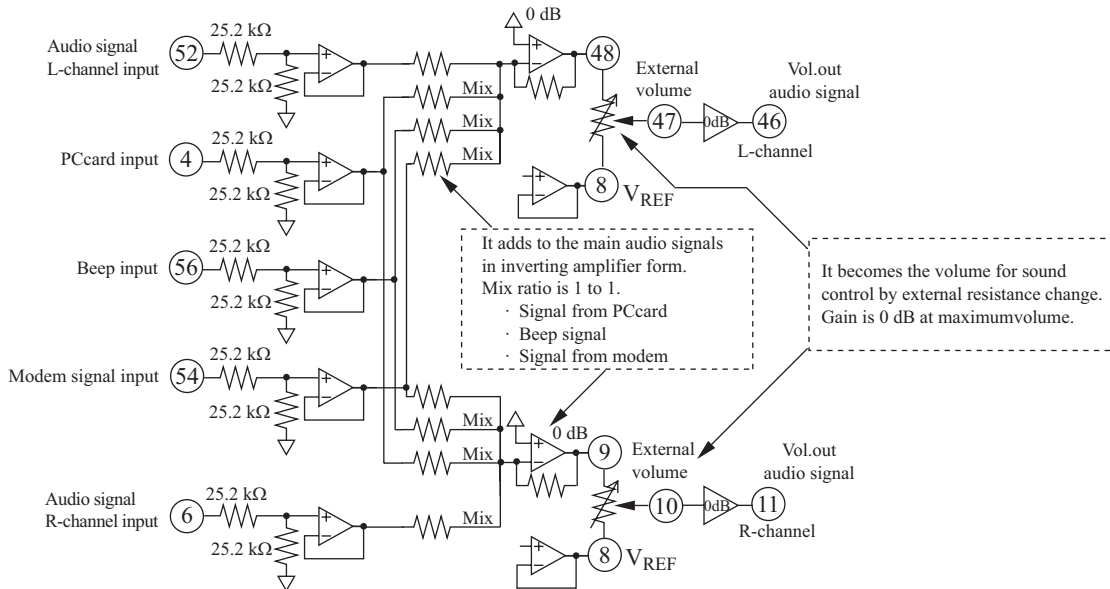 0 dB
25.2 kΩ
Audio signal
L-channel input
52
25.2 kΩ
48
External
volume
Vol.out
audio signal
Mix
47
0dB
46
L-channel
25.2 kΩ
Mix
PCcard input
4
25.2 kΩ
Mix
8
VREF
25.2 kΩ
Beep input
56
25.2 kΩ
It adds to the main audio signals
in inverting amplifier form.
Mix ratio is 1 to 1.
· Signal from PCcard
· Beep signal
· Signal from modem
It becomes the volume for sound
control by external resistance change.
Gain is 0 dB at maximumvolume.
25.2 kΩ
Modem signal input
54
25.2 kΩ
Mix
0 dB
9
External
volume
Vol.out
audio signal
Mix
10
0dB
11
R-channel
25.2 kΩ
Audio signal
R-channel input
6
Mix
25.2 kΩ
8
VREF